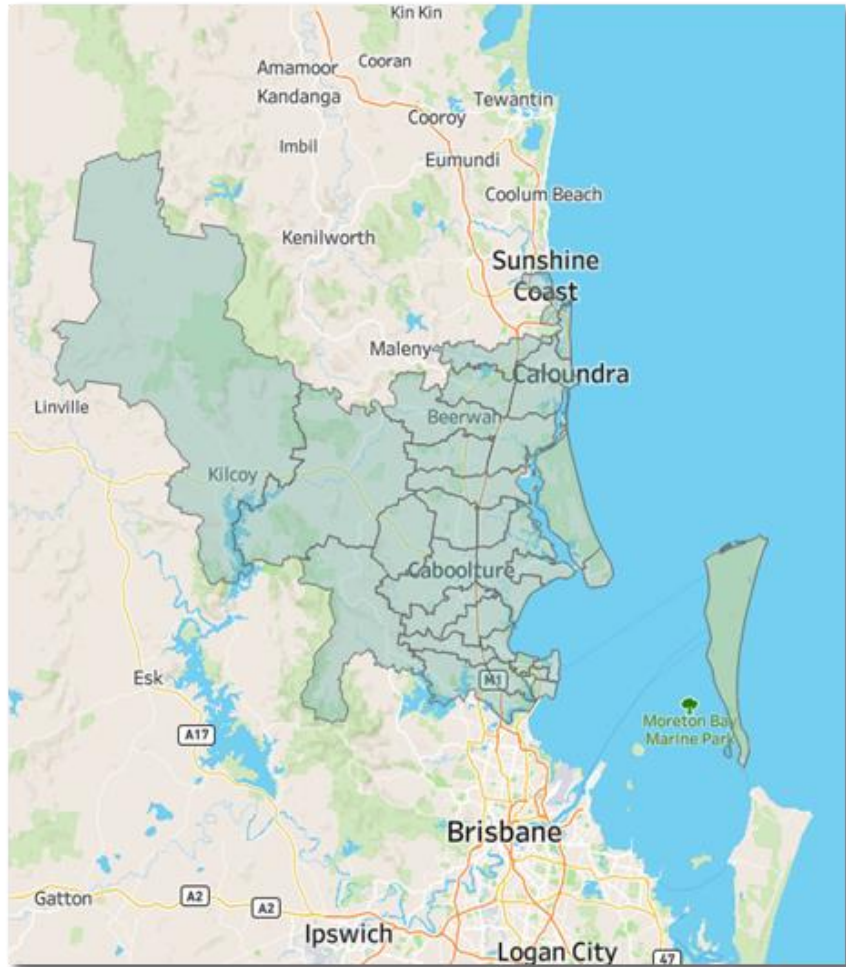 Kin Kin
Amamoor
Cooran
Kandanga
Tewantin
Cooroy
Imbil
Eumundi
Coolum Beach
Kenilworth
Sunshine
Coast
Maleny
Caloundra
Linville
Beerwah
Kilcoy
Caboolture
Esk
M1
Moreton Bay
Marine Park
A17
Brisbane
Gatton
A2
A2
Ipswich
Logan City
47